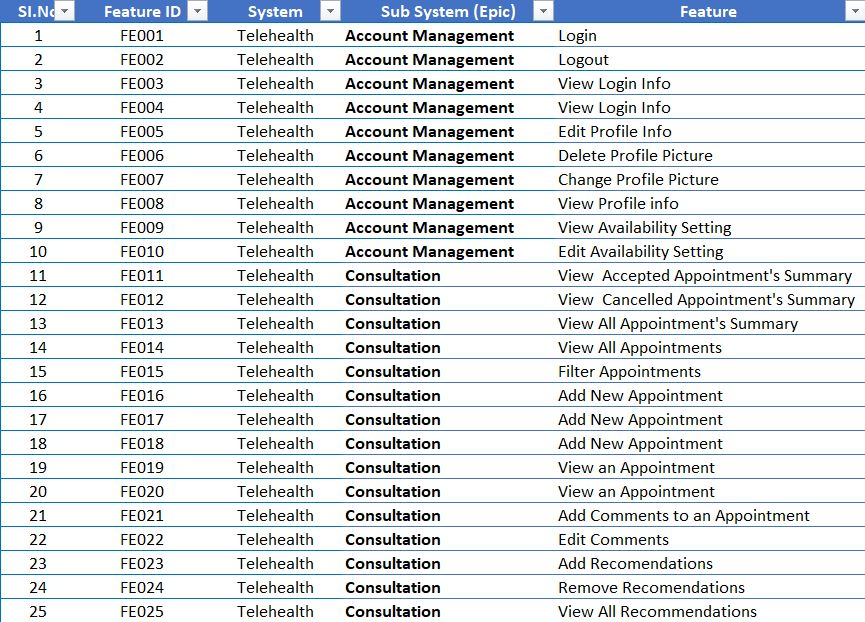 SI.No Feature ID System Sub System (Epic) Feature
1 FE001 Telehealth Account Management Login
2 FE002 Telehealth Account Management Logout
3 FE003 Telehealth Account Management View Login Info
4 FE004 Telehealth Account Management View Login Info
5 FE005 Telehealth Account Management Edit Profile Info
6 FE006 Telehealth Account Management Delete Profile Picture
7 FE007 Telehealth Account Management Change Profile Picture
8 FE008 Telehealth Account Management View Profile info
9 FE009 Telehealth Account Management View Availability Setting
10 FE010 Telehealth Account Management Edit Availability Setting
11 FE011 Telehealth Consultation View  Accepted Appointment's Summary
12 FE012 Telehealth Consultation View  Cancelled Appointment's Summary
13 FE013 Telehealth Consultation View All Appointment's Summary
14 FE014 Telehealth Consultation View All Appointments
15 FE015 Telehealth Consultation Filter Appointments
16 FE016 Telehealth Consultation Add New Appointment
17 FE017 Telehealth Consultation Add New Appointment
18 FE018 Telehealth Consultation Add New Appointment
19 FE019 Telehealth Consultation View an Appointment
20 FE020 Telehealth Consultation View an Appointment
21 FE021 Telehealth Consultation Add Comments to an Appointment
22 FE022 Telehealth Consultation Edit Comments
23 FE023 Telehealth Consultation Add Recomendations
24 FE024 Telehealth Consultation Remove Recomendations
25 FE025 Telehealth Consultation View All Recommendations